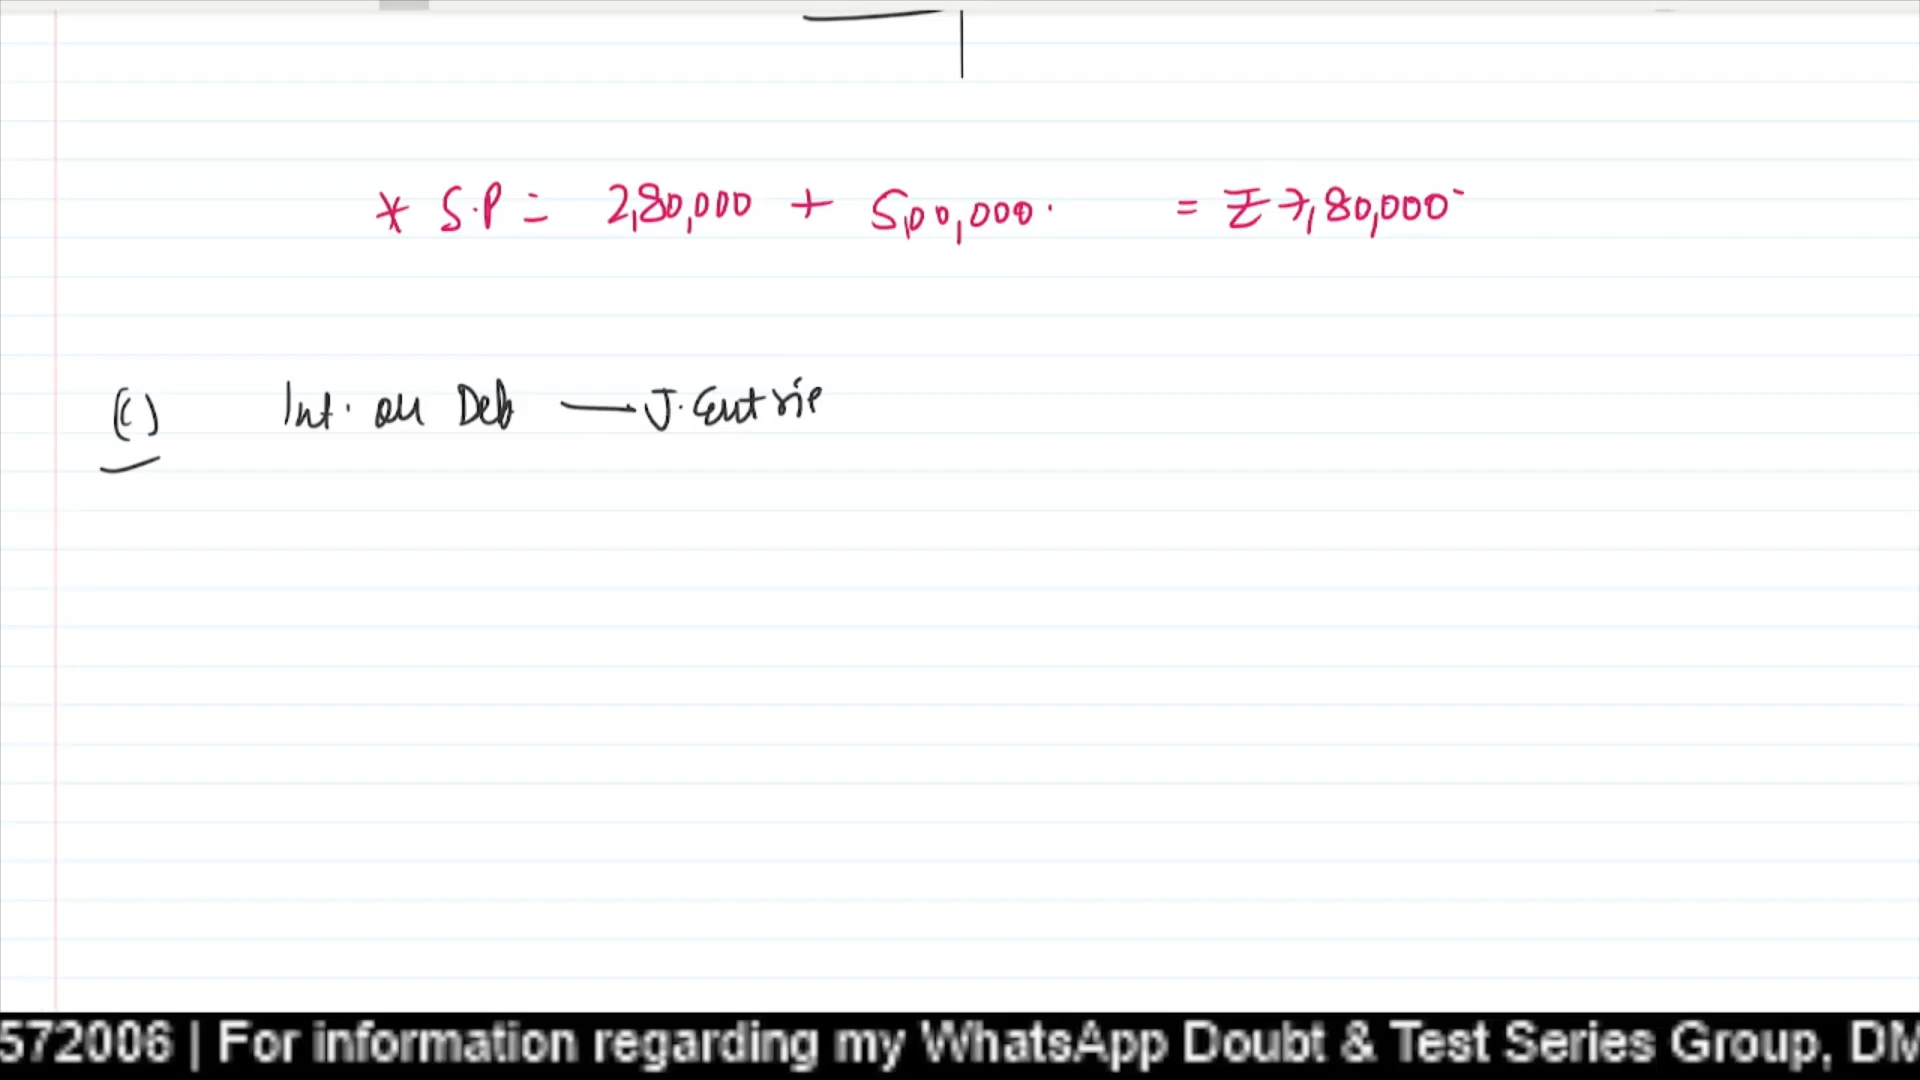 * S.P = 2,80,000 + 5,00,000. = ₹7,80,000
(c) Int. on Deb — J. Entrie
572006 | For information regarding my WhatsApp Doubt & Test Series Group, DM